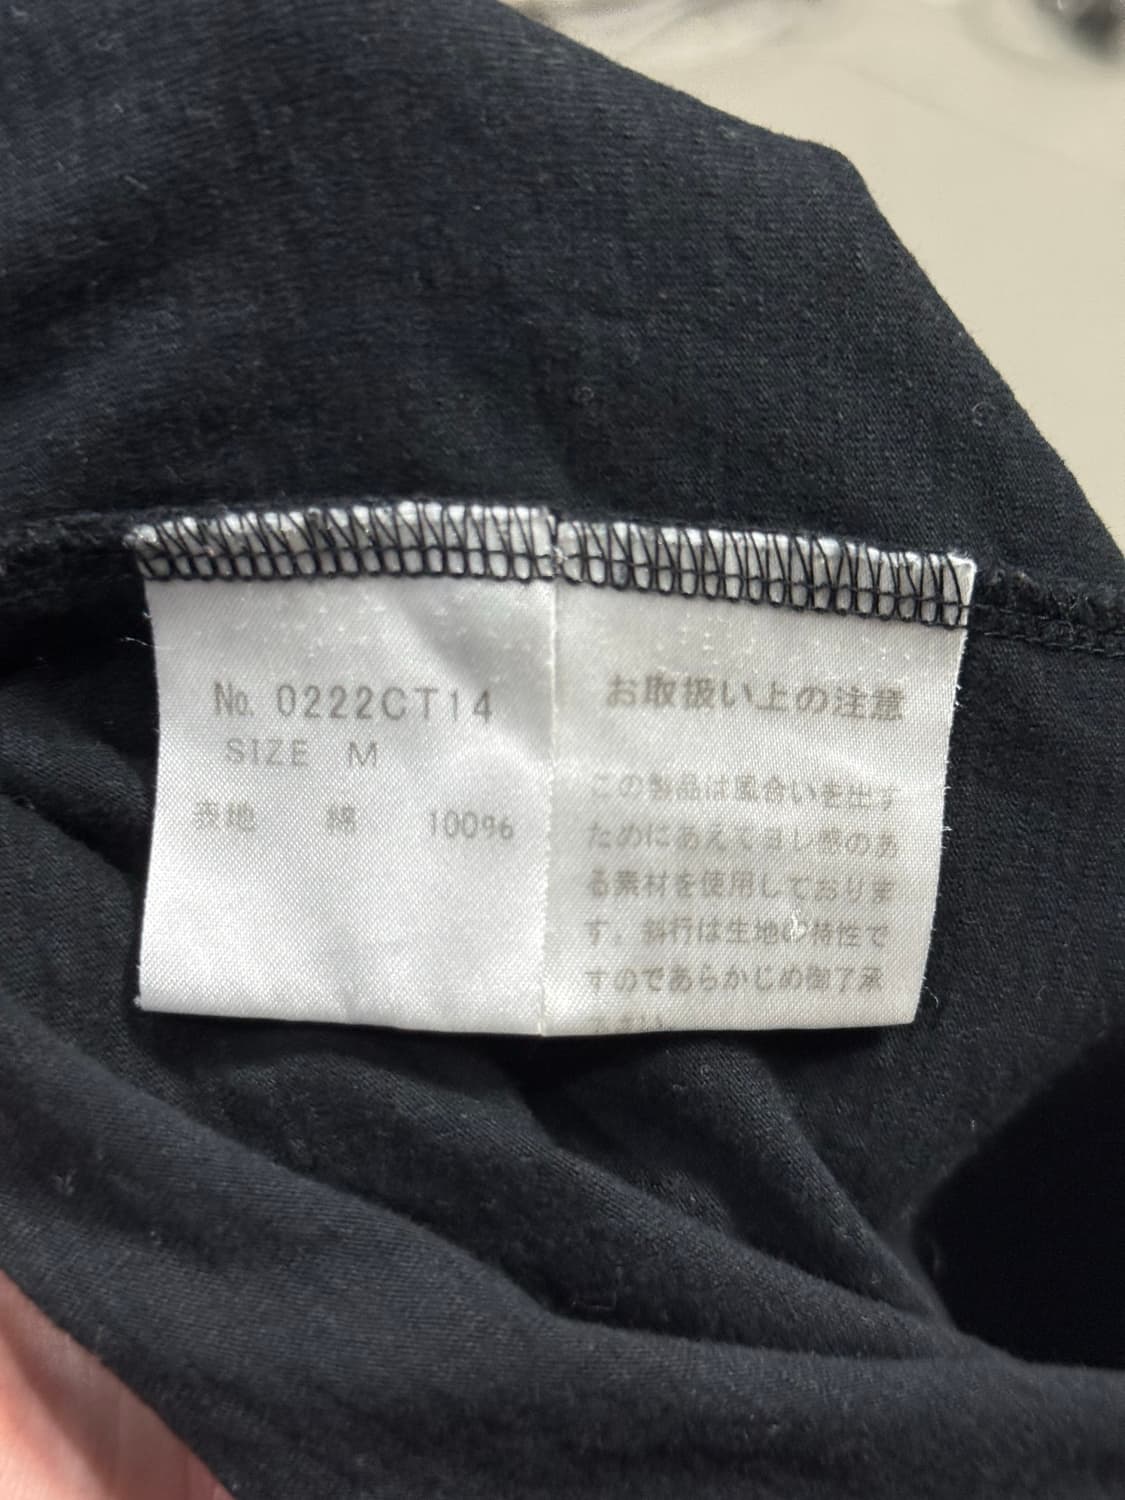 No. 0222CT14
SIZE M
表地 綿 100%
お取扱い上の注意
この製品は風合いを出す
ためにあえてヨレ感のあ
る素材を使用しておりま
す。斜行は生地の特性で
すのであらかじめ御了承